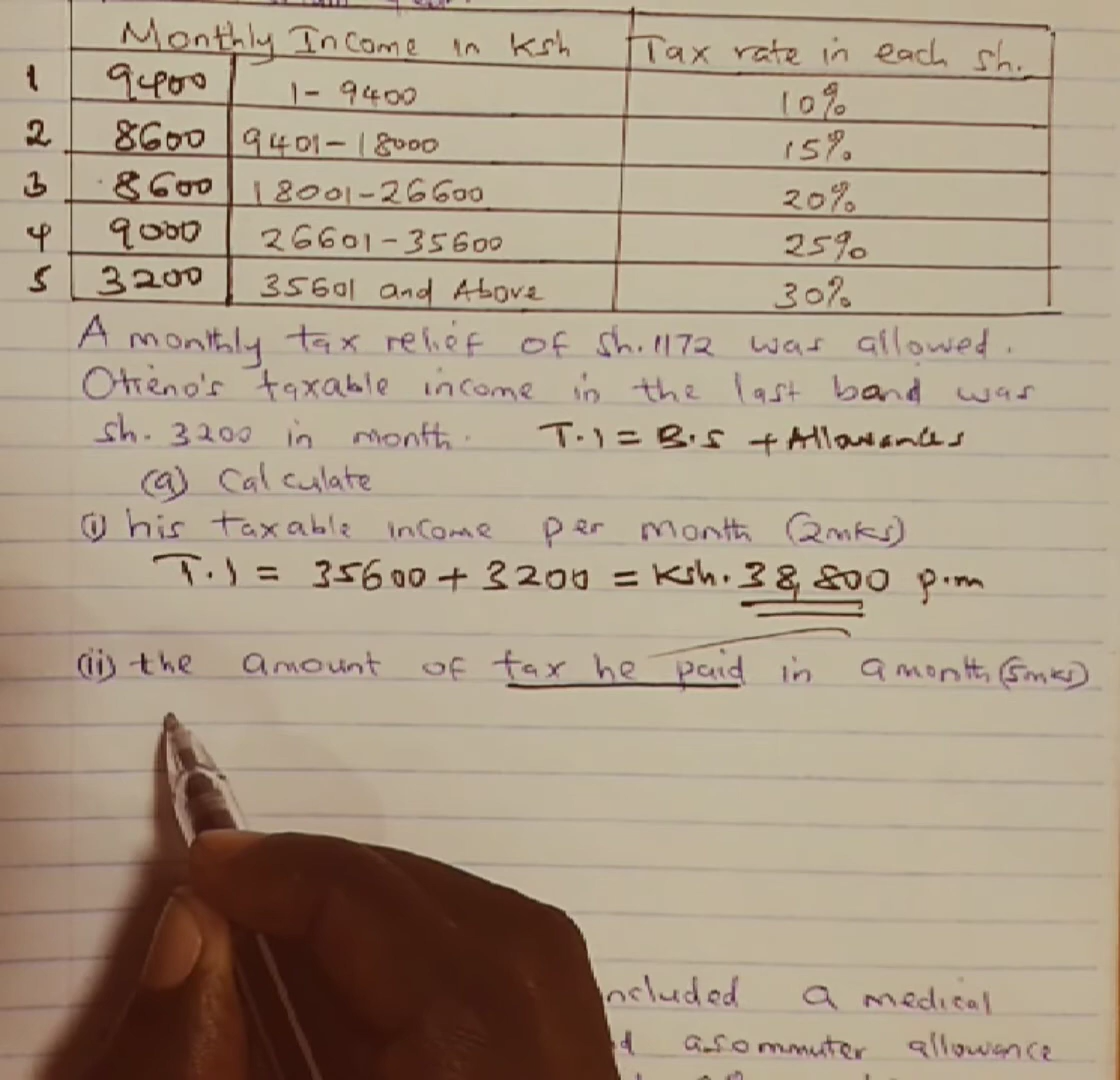 Monthly Income in Ksh Tax rate in each sh.
1 9400 1-9400 10%
2 8600 9401-18000 15%
3 8600 18001-26600 20%
4 9000 26601-35600 25%
5 3200 35601 and Above 30%
A monthly tax relief of sh.1172 was allowed.
Otieno's taxable income in the last band was
sh. 3200 in month. T.I = B.S + Allowances
(a) Calculate
(i) his taxable income per month (2mks)
T.I = 35600 + 3200 = Ksh. 38,800 p.m
(ii) the amount of tax he paid in a month (5mks)
ncluded a medical
d a commuter allowance